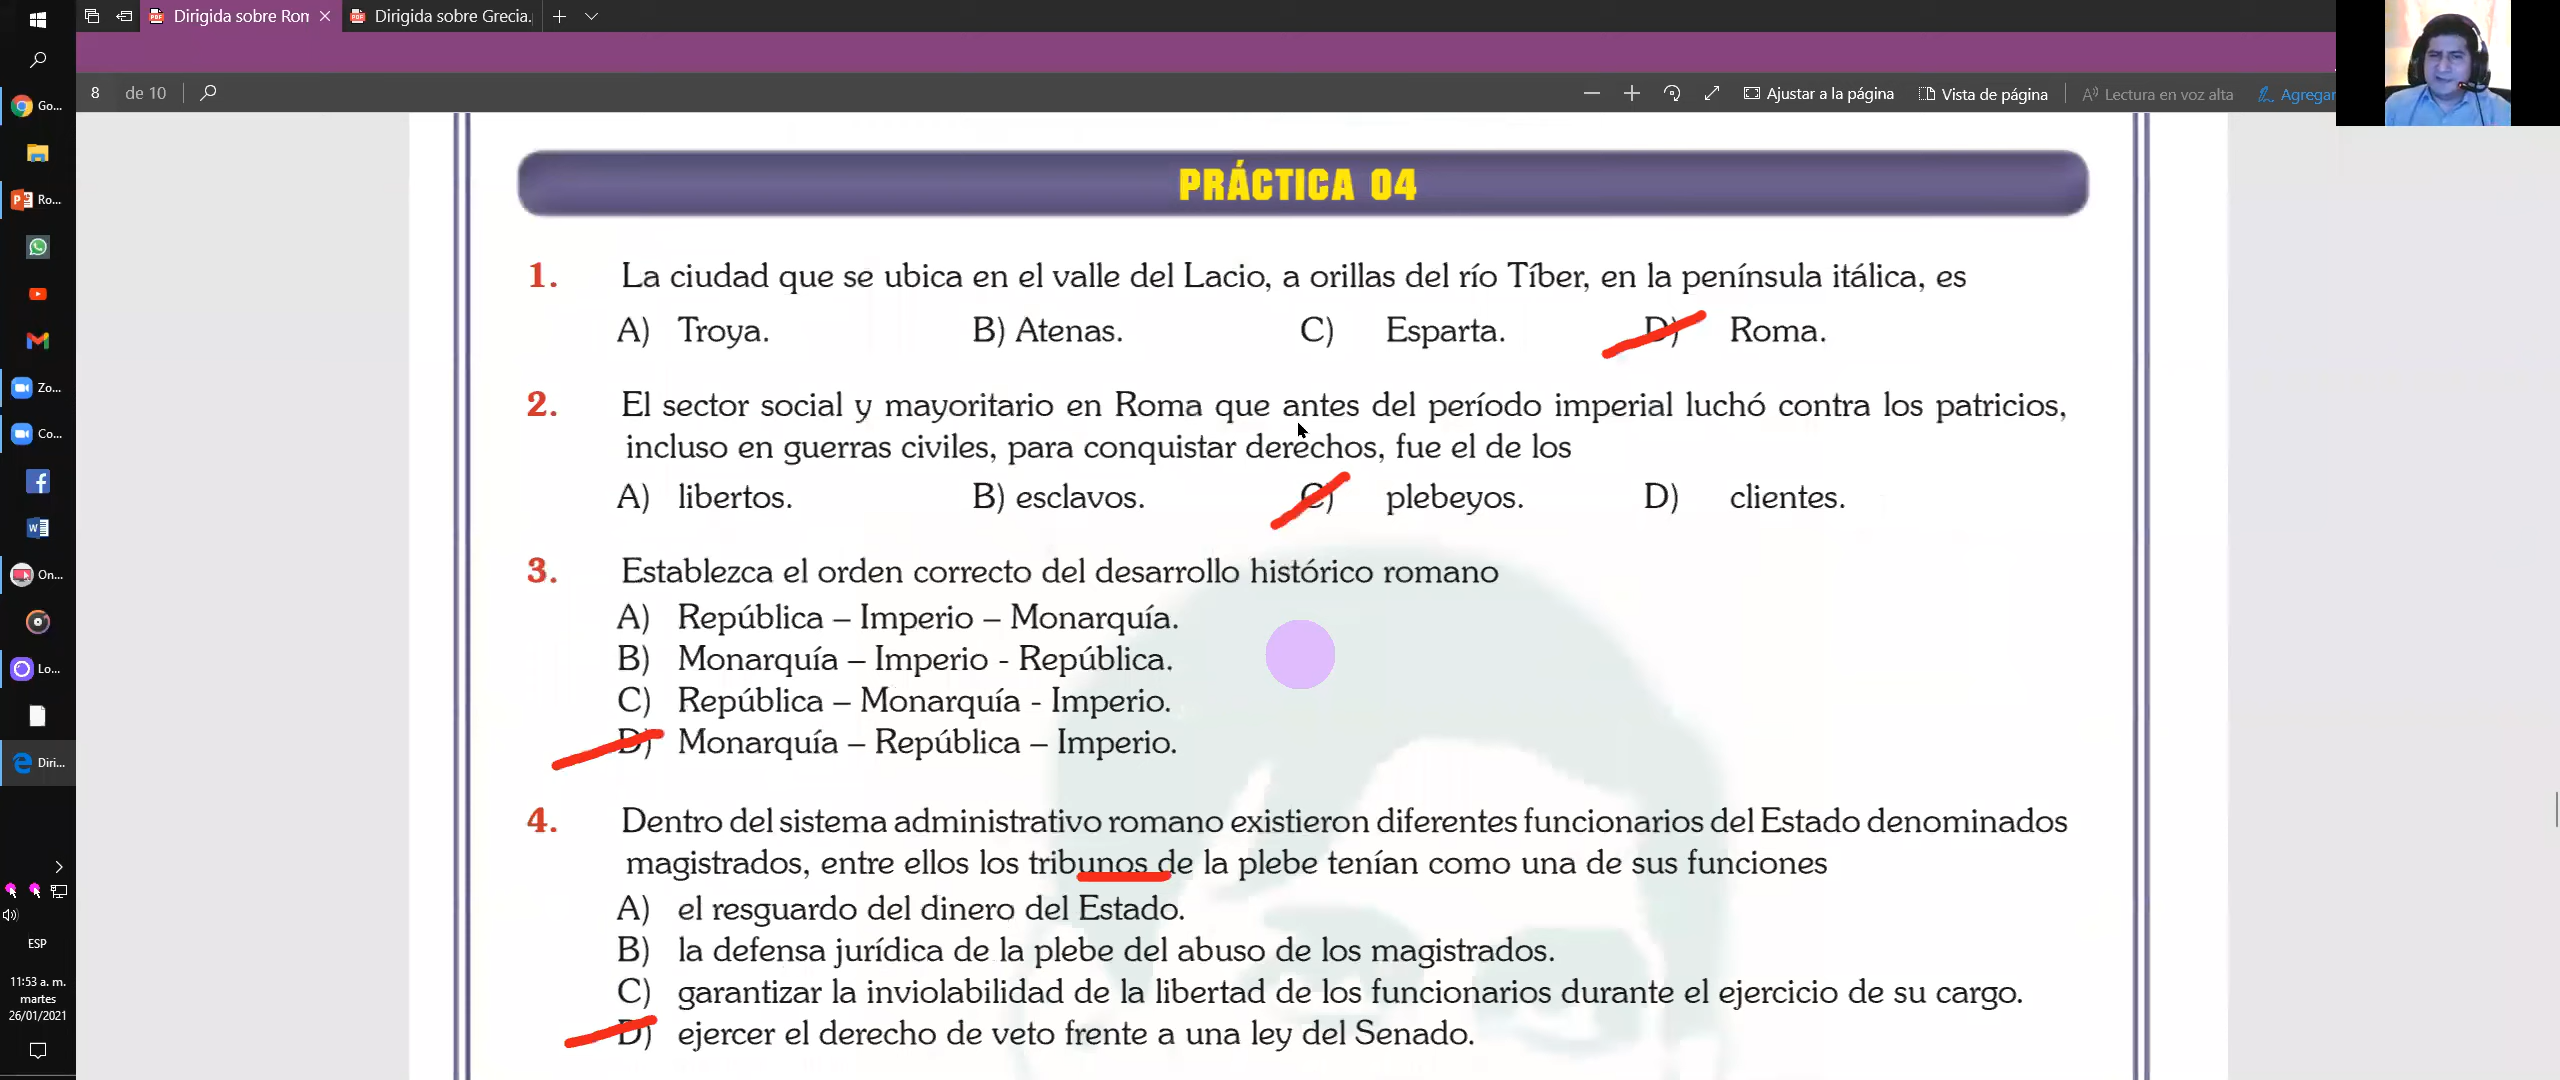 Dirigida sobre Ron
Dirigida sobre Grecia.
8 de 10
Ajustar a la página
Vista de página
Lectura en voz alta
Agregar
Go...
Ro...
Zo...
Co...
On...
Lo...
Diri...
ESP
11:53 a. m.
martes
26/01/2021
PRÁCTICA 04
1. La ciudad que se ubica en el valle del Lacio, a orillas del río Tíber, en la península itálica, es
A) Troya. B) Atenas. C) Esparta. D) Roma.
2. El sector social y mayoritario en Roma que antes del período imperial luchó contra los patricios,
incluso en guerras civiles, para conquistar derechos, fue el de los
A) libertos. B) esclavos. C) plebeyos. D) clientes.
3. Establezca el orden correcto del desarrollo histórico romano
A) República – Imperio – Monarquía.
B) Monarquía – Imperio - República.
C) República – Monarquía - Imperio.
D) Monarquía – República – Imperio.
4. Dentro del sistema administrativo romano existieron diferentes funcionarios del Estado denominados
magistrados, entre ellos los tribunos de la plebe tenían como una de sus funciones
A) el resguardo del dinero del Estado.
B) la defensa jurídica de la plebe del abuso de los magistrados.
C) garantizar la inviolabilidad de la libertad de los funcionarios durante el ejercicio de su cargo.
D) ejercer el derecho de veto frente a una ley del Senado.